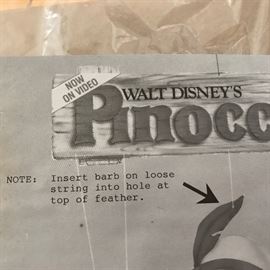 NOW
ON VIDEO
WALT DISNEY'S
PINOCC
NOTE: Insert barb on loose
string into hole at
top of feather.